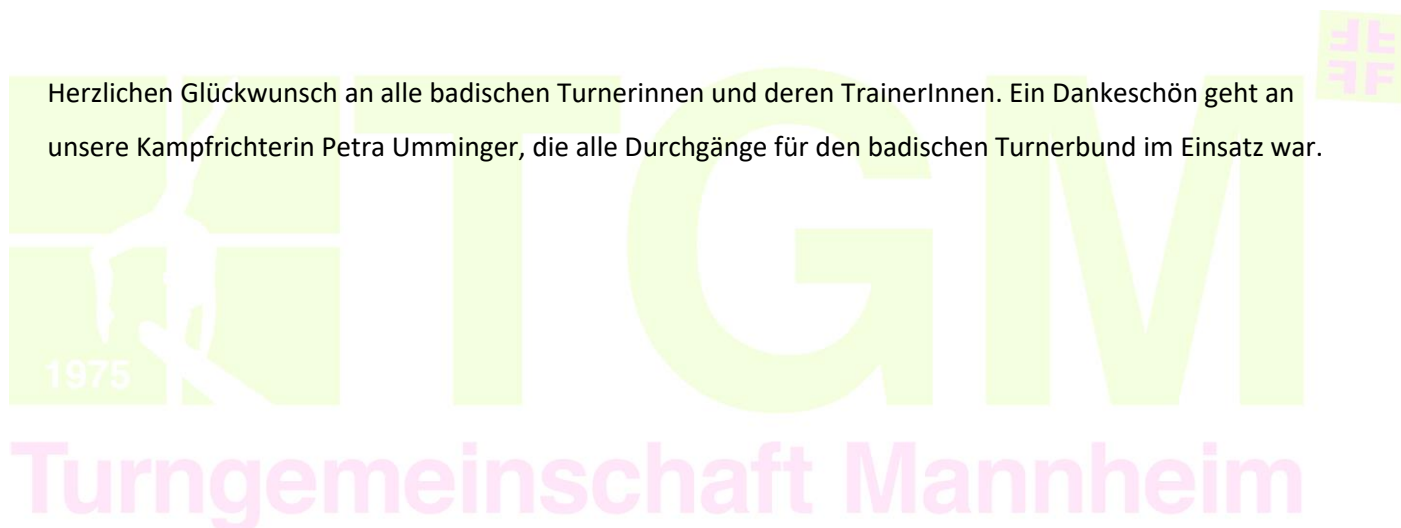 Herzlichen Glückwunsch an alle badischen Turnerinnen und deren TrainerInnen. Ein Dankeschön geht an
unsere Kampfrichterin Petra Umminger, die alle Durchgänge für den badischen Turnerbund im Einsatz war.
TGM
1975
Turngemeinschaft Mannheim